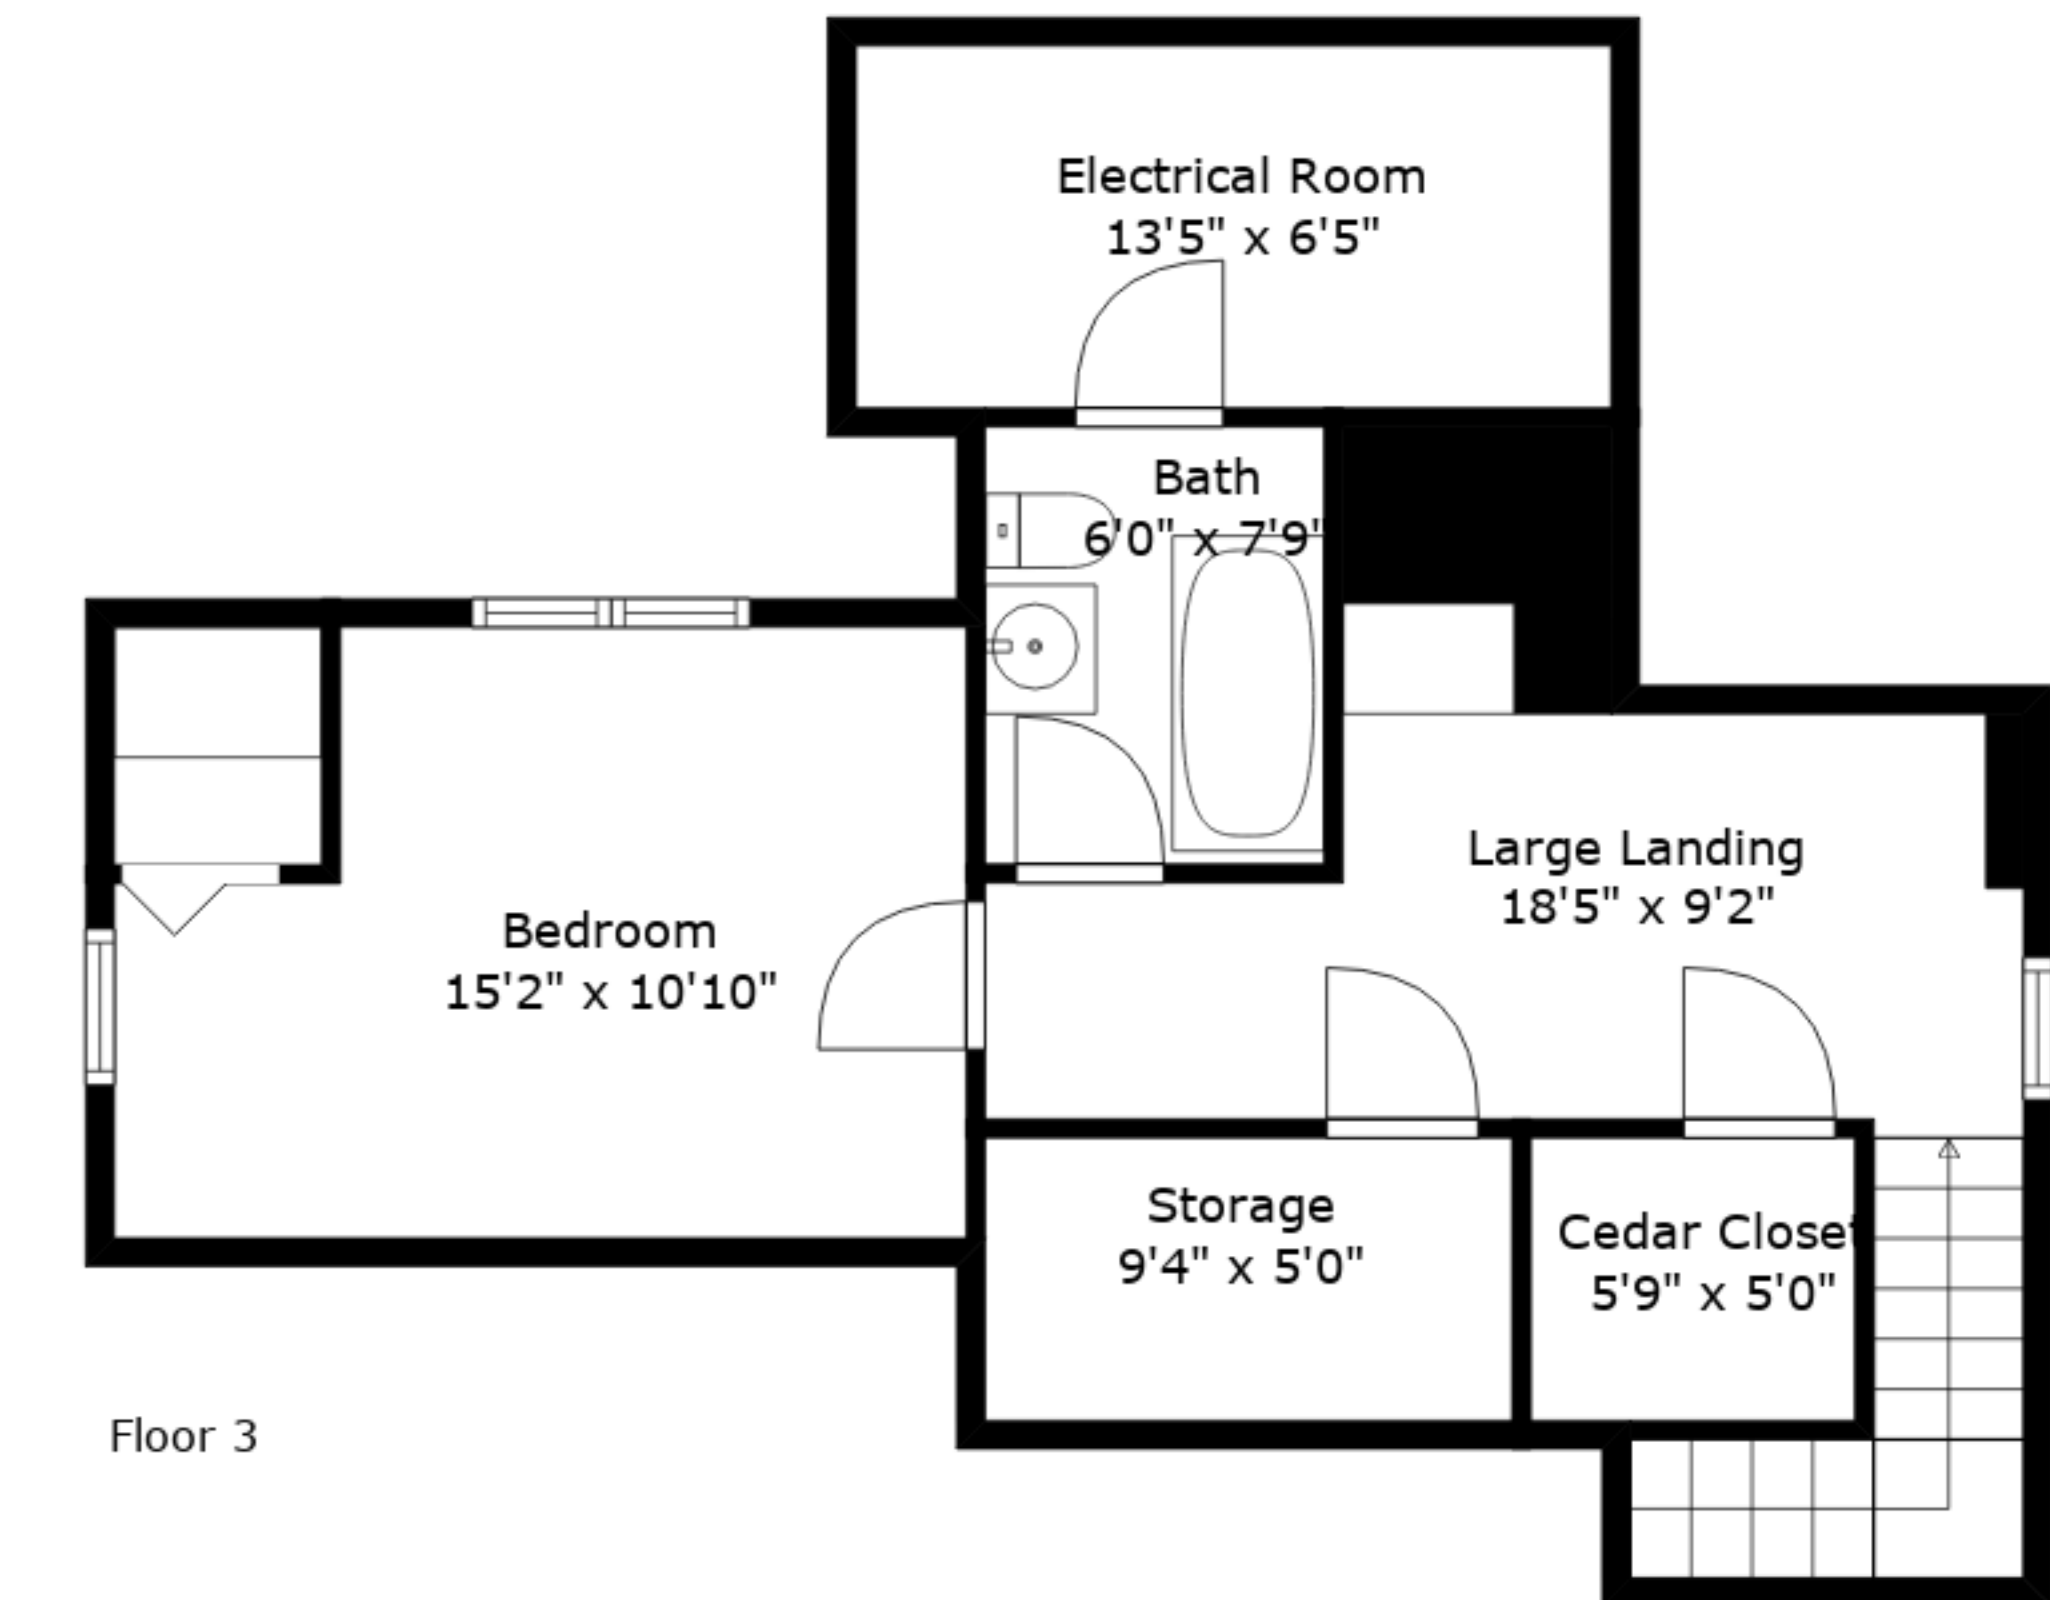 Electrical Room
13'5" x 6'5"
Bath
6'0" x 7'9"
Large Landing
18'5" x 9'2"
Bedroom
15'2" x 10'10"
Storage
9'4" x 5'0"
Cedar Closet
5'9" x 5'0"
Floor 3